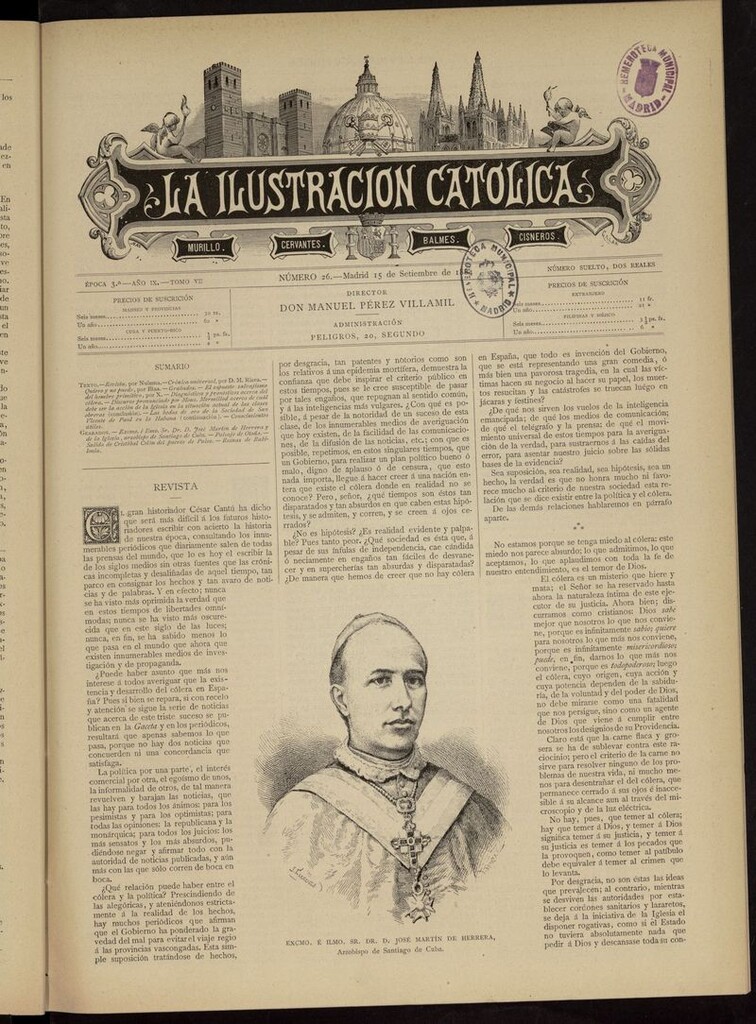 HEMEROTECA MUNICIPAL
MADRID
LA ILUSTRACION CATOLICA
MURILLO.
CERVANTES.
BALMES.
CISNEROS.
ÉPOCA 3.ª—AÑO IX.—TOMO VII
NÚMERO 26.—Madrid 15 de Setiembre de
NÚMERO SUELTO, DOS REALES
HEMEROTECA MUNICIPAL
MADRID
PRECIOS DE SUSCRICIÓN
MADRID Y PROVINCIAS
Seis meses
Un año
CUBA Y PUERTO-RICO
Seis meses
Un año
DIRECTOR
DON MANUEL PÉREZ VILLAMIL
ADMINISTRACIÓN
PELIGROS, 20, SEGUNDO
PRECIOS DE SUSCRICIÓN
EXTRANJERO
Seis meses
Un año
FILIPINAS Y MÉJICO
Seis meses
Un año
SUMARIO
REVISTA
EL gran historiador César Cantú ha dicho
que será más difícil á los futuros histo-
riadores escribir con acierto la historia
de nuestra época, consultando los innu-
merables periódicos que diariamente salen de todas
las prensas del mundo, que lo es hoy el escribir la
de los siglos medios sin otras fuentes que las cróni-
cas incompletas y desaliñadas de aquel tiempo, tan
parco en consignar los hechos y tan avaro de noti-
cias y de palabras. Y en efecto; nunca
se ha visto más oprimida la verdad que
en estos tiempos de libertades omní-
modas; nunca se ha visto más oscure-
cida que en este siglo de las luces;
nunca, en fin, se ha sabido menos lo
que pasa en el mundo que ahora que
existen innumerables medios de inves-
tigación y de propaganda.
¿Puede haber asunto que más nos
interese á todos averiguar que la exis-
tencia y desarrollo del cólera en Espa-
ña? Pues si bien se repara, si con recelo
y atención se sigue la serie de noticias
que acerca de este triste suceso se pu-
blican en la Gaceta y en los periódicos,
resultará que apenas sabemos lo que
pasa, porque no hay dos noticias que
concuerden ni una concordancia que
satisfaga.
La política por una parte, el interés
comercial por otra, el egoismo de unos,
la informalidad de otros, de tal manera
revuelven y barajan las noticias, que
las hay para todos los ánimos: para los
pesimistas y para los optimistas; para
todas las opiniones: la republicana y la
monárquica; para todos los juicios: los
más sensatos y los más absurdos, pu-
diéndose negar y afirmar todo con la
autoridad de noticias publicadas, y aún
más con las que sólo corren de boca en
boca.
¿Qué relación puede haber entre el
cólera y la política? Prescindiendo de
las alegóricas, y ateniéndonos estricta-
mente á la realidad de los hechos,
hay muchos periódicos que afirman
que el Gobierno ha ponderado la gra-
vedad del mal para evitar el viaje regio
á las provincias vascongadas. Esta sim-
ple suposición tratándose de hechos,
por desgracia, tan patentes y notorios como son
los relativos á una epidemia mortífera, demuestra la
confianza que debe inspirar el criterio público en
estos tiempos, pues se le cree susceptible de pasar
por tales engaños, que repugnan al sentido común,
y á las inteligencias más vulgares. ¿Con qué es po-
sible, á pesar de la notoridad de un suceso de esta
clase, de los innumerables medios de averiguación
que hoy existen, de la facilidad de las comunicacio-
nes, de la difusión de las noticias, etc.; con que es
posible, repetimos, en estos singulares tiempos, que
un Gobierno, para realizar un plan político bueno ó
malo, digno de aplauso ó de censura, que esto
nada importa, llegue á hacer creer á una nación en-
tera que existe el cólera donde en realidad no se
conoce? Pero, señor, ¿qué tiempos son éstos tan
disparatados y tan absurdos en que caben estas hipó-
tesis, y se admiten, y corren, y se creen á ojos ce-
rrados?
¿No es hipótesis? ¿Es realidad evidente y palpa-
ble? Pues tanto peor. ¿Qué sociedad es ésta que, á
pesar de sus ínfulas de independencia, cae cándida
ó neciamente en engaños tan fáciles de desvane-
cer y en supercherías tan absurdas y disparatadas?
¿De manera que hemos de creer que no hay cólera
EXCMO. É ILMO. SR. DR. D. JOSÉ MARTÍN DE HERRERA,
Arzobispo de Santiago de Cuba.
en España, que todo es invención del Gobierno,
que se está representando una gran comedia, ó
más bien una pavorosa tragedia, en la cual las víc-
timas hacen su negocio al hacer su papel, los muer-
tos resucitan y las catástrofes se truecan luego en
jácaras y festines?
¿De qué nos sirven los vuelos de la inteligencia
emancipada; de qué los medios de comunicación;
de qué el telégrafo y la prensa; de qué el movi-
miento universal de estos tiempos para la averigua-
ción de la verdad, para sustraernos á las caídas del
error, para asentar nuestro juicio sobre las sólidas
bases de la evidencia?
Sea suposición, sea realidad, sea hipótesis, sea un
hecho, la verdad es que no honra mucho ni favo-
rece mucho al criterio de nuestra sociedad esta re-
lación que se dice existir entre la política y el cólera.
De las demás relaciones hablaremos en párrafo
aparte.
No estamos porque se tenga miedo al cólera: este
miedo nos parece absurdo; lo que admitimos, lo que
aceptamos, lo que aplaudimos con toda la fe de
nuestro entendimiento, es el temor de Dios.
El cólera es un misterio que hiere y
mata; el Señor se ha reservado hasta
ahora la naturaleza íntima de este eje-
cutor de su justicia. Ahora bien; dis-
curramos como cristianos: Dios sabe
mejor que nosotros lo que nos convie-
ne, porque es infinitamente sabio; quiere
para nosotros lo que más nos conviene,
porque es infinitamente misericordioso;
puede, en fin, darnos lo que más nos
conviene, porque es todopoderoso; luego
el cólera, cuyo origen, cuya acción y
cuya potencia dependen de la sabidu-
ría, de la voluntad y del poder de Dios,
no debe mirarse como una fatalidad
que nos persigue, sino como un agente
de Dios que viene á cumplir entre
nosotros los designios de su Providencia.
Claro está que la carne flaca y gro-
sera se ha de sublevar contra este ra-
ciocinio; pero el criterio de la carne no
sirve para resolver ninguno de los pro-
blemas de nuestra vida, ni mucho me-
nos para desentrañar el del cólera, que
permanece cerrado á sus ojos é inacce-
sible á su alcance aun al través del mi-
croscopio y de la luz eléctrica.
No hay, pues, que temer al cólera;
hay que temer á Dios, y temer á Dios
significa temer á su justicia, y temer á
su justicia es temer á los pecados que
la provoquen, como temer al patíbulo
debe equivaler á temer al crimen que
lo levanta.
Por desgracia, no son éstas las ideas
que prevalecen; al contrario, mientras
se desviven las autoridades por esta-
blecer cordones sanitarios y lazaretos,
se deja á la iniciativa de la Iglesia el
disponer rogativas, como si el Estado
no tuviera absolutamente nada que
pedir á Dios y descansase toda su con-